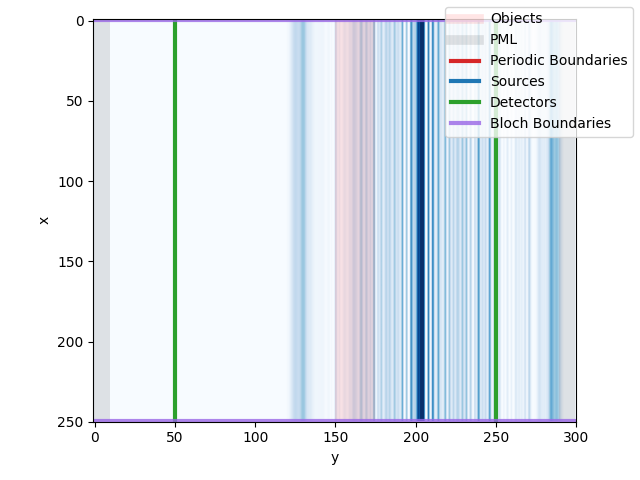 Objects
PML
Periodic Boundaries
Sources
Detectors
Bloch Boundaries
0
50
100
150
200
250
x
0 50 100 150 200 250 300
y